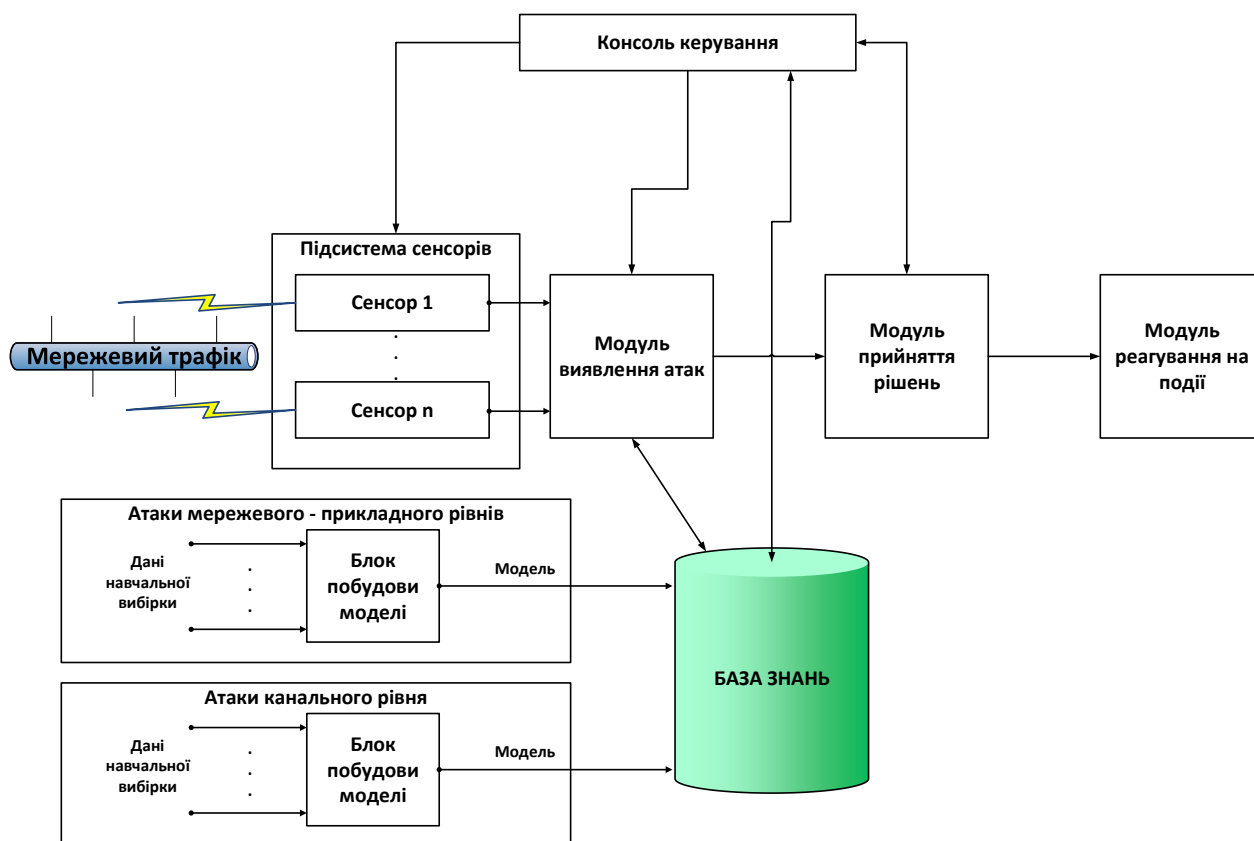 Консоль керування
Підсистема сенсорів
Сенсор 1
.
.
.
Сенсор n
Мережевий трафік
Модуль
виявлення атак
Модуль
прийняття
рішень
Модуль
реагування на
події
Атаки мережевого - прикладного рівнів
Дані
навчальної
вибірки
.
.
.
.
Блок
побудови
моделі
Модель
БАЗА ЗНАНЬ
Атаки канального рівня
Дані
навчальної
вибірки
.
.
.
.
Блок
побудови
моделі
Модель